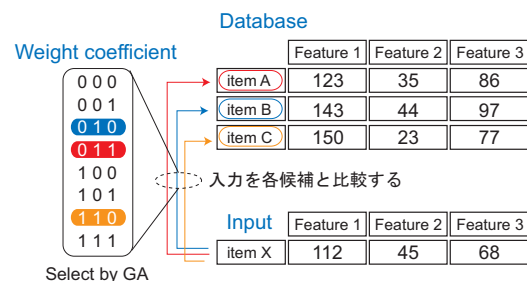 Database
Weight coefficient
Feature 1 Feature 2 Feature 3
item A 123 35 86
item B 143 44 97
item C 150 23 77
0 0 0
0 0 1
0 1 0
0 1 1
1 0 0
1 0 1
1 1 0
1 1 1
Select by GA
入力を各候補と比較する
Input
Feature 1 Feature 2 Feature 3
item X 112 45 68